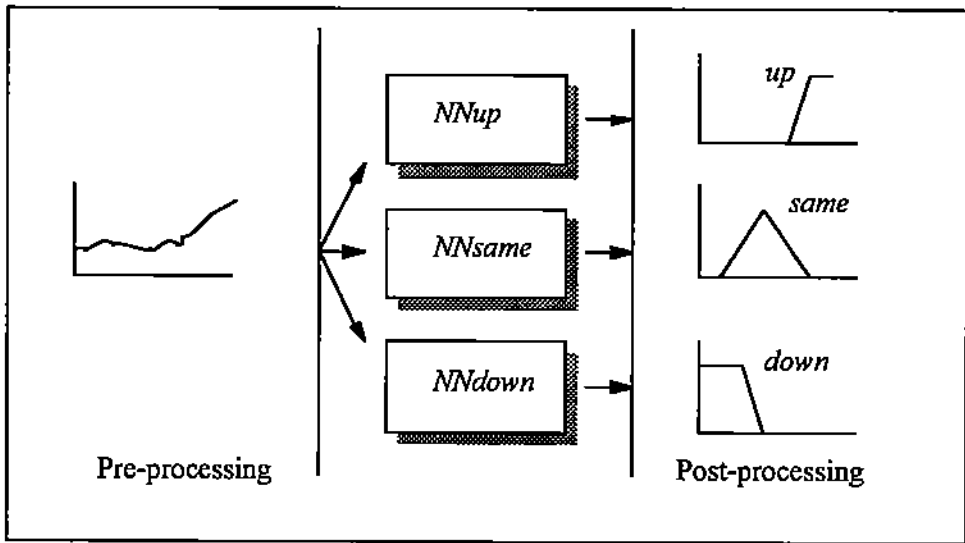 NNup
NNsame
NNdown
up
same
down
Pre-processing
Post-processing